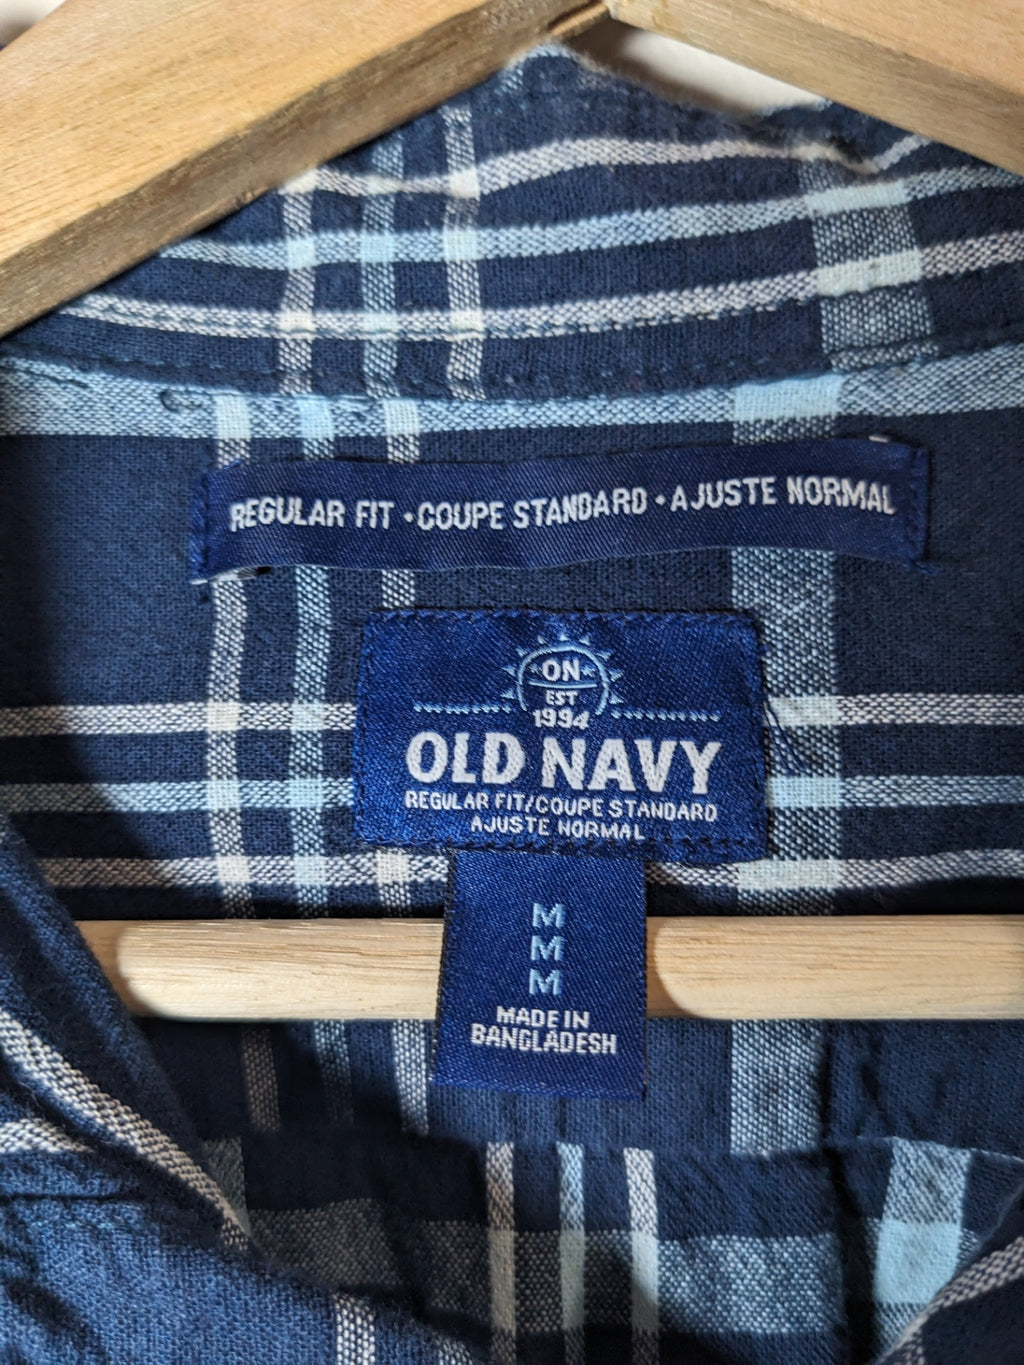 REGULAR FIT • COUPE STANDARD • AJUSTE NORMAL
ON
EST
1994
OLD NAVY
REGULAR FIT/COUPE STANDARD
AJUSTE NORMAL
M
M
M
MADE IN
BANGLADESH